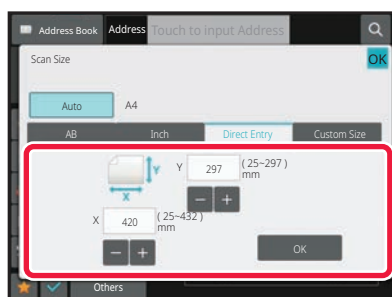 Address Book Address Touch to input Address
Scan Size OK
Auto A4
AB Inch Direct Entry Custom Size
Y Y 297 (25~297)
mm
X
X 420 (25~432)
mm
OK
Others